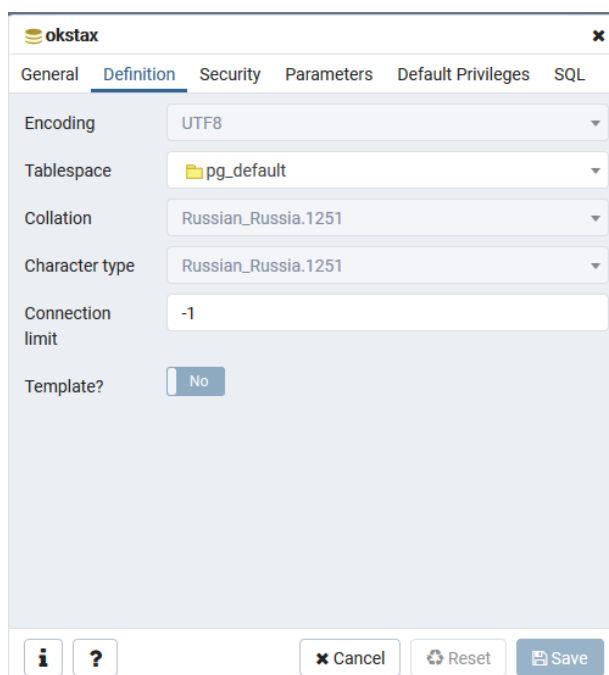 okstax
General Definition Security Parameters Default Privileges SQL
Encoding UTF8
Tablespace pg_default
Collation Russian_Russia.1251
Character type Russian_Russia.1251
Connection limit -1
Template? No
i ? Cancel Reset Save